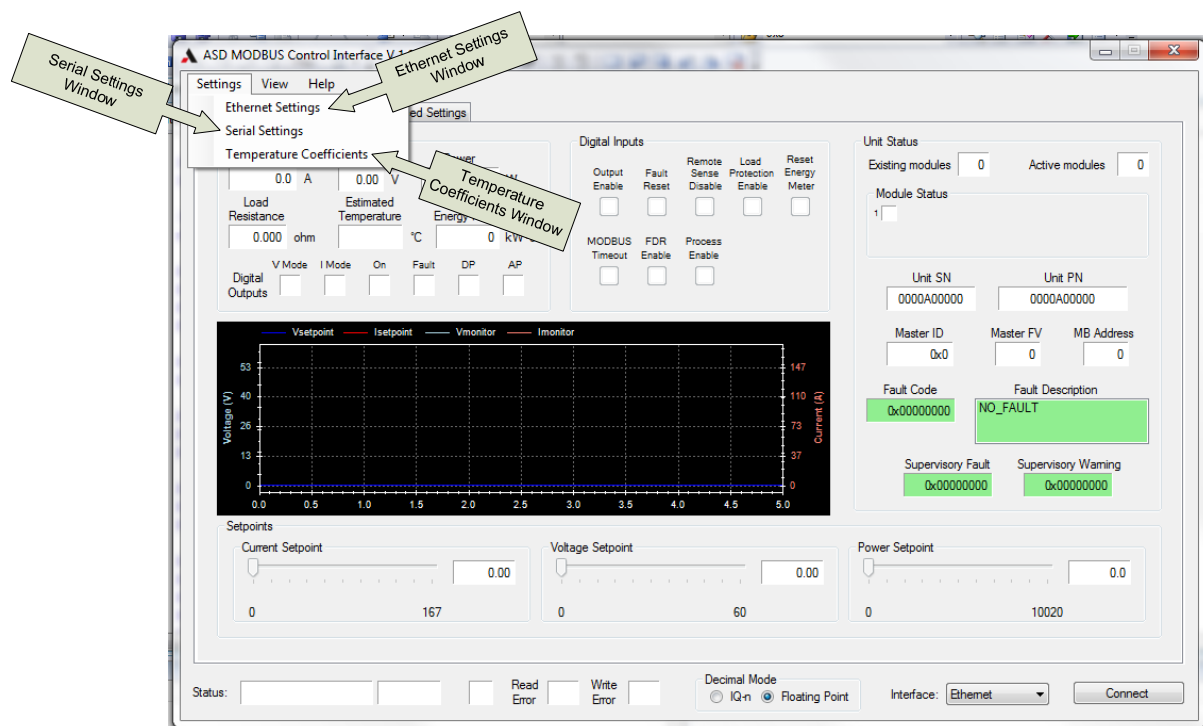 ASD MODBUS Control Interface V
Serial Settings
Window
Ethernet Settings
Window
Settings View Help
Ethernet Settings
Serial Settings
Temperature Coefficients
ed Settings
Temperature
Coefficients Window
0.0 A 0.00 V
Load
Resistance
Estimated
Temperature
0.000 ohm °C 0
Digital
Outputs
V Mode I Mode On Fault DP AP
Digital Inputs
Output
Enable
Fault
Reset
Remote
Sense
Disable
Load
Protection
Enable
Reset
Energy
Meter
MODBUS
Timeout
FDR
Enable
Process
Enable
Unit Status
Existing modules 0 Active modules 0
Module Status
1
Unit SN Unit PN
0000A00000 0000A00000
Master ID Master FV MB Address
0x0 0 0
Fault Code Fault Description
0x00000000 NO_FAULT
Supervisory Fault Supervisory Warning
0x00000000 0x00000000
Vsetpoint Isetpoint Vmonitor Imonitor
Voltage (V)
53
40
26
13
0
147
110
73
37
0
Current (A)
0.0 0.5 1.0 1.5 2.0 2.5 3.0 3.5 4.0 4.5 5.0
Setpoints
Current Setpoint
0.00
0 167
Voltage Setpoint
0.00
0 60
Power Setpoint
0.0
0 10020
Status:
Read
Error
Write
Error
Decimal Mode
IQ-n Floating Point
Interface: Ethernet Connect